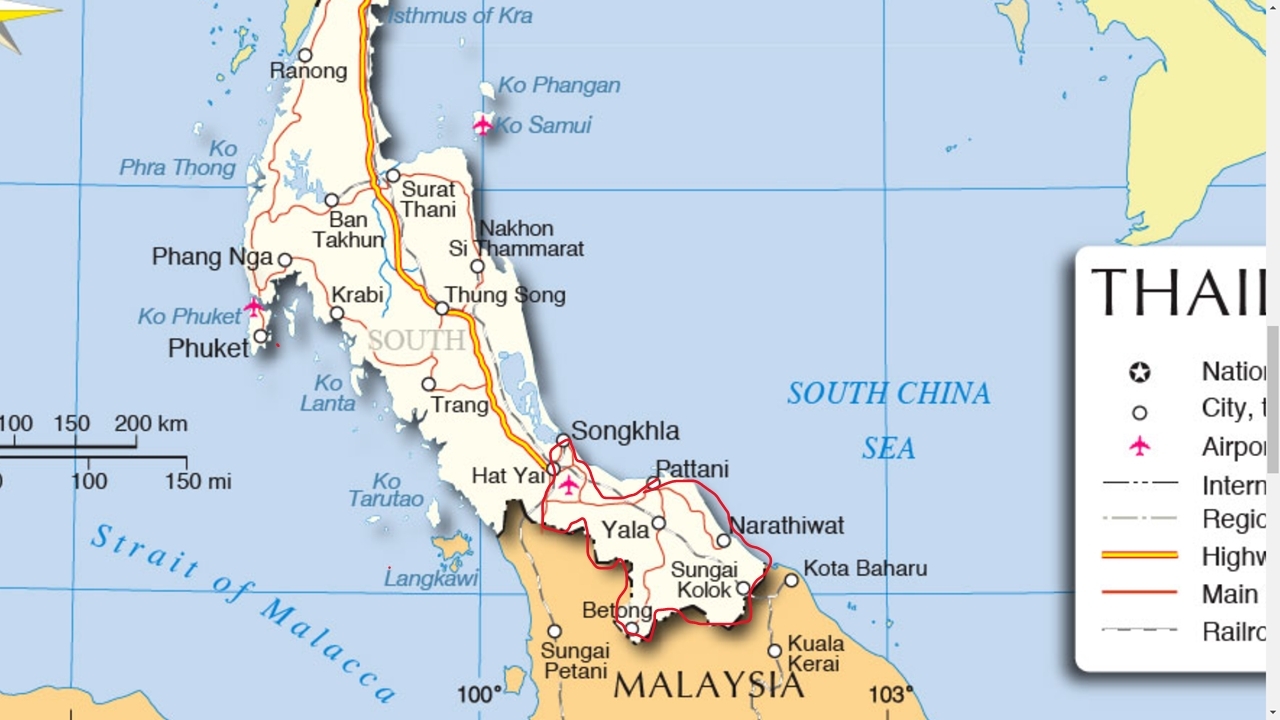 Isthmus of Kra
Ranong
Ko Phangan
Ko Samui
Ko
Phra Thong
Surat
Thani
Ban
Takhun
Nakhon
Si Thammarat
Phang Nga
Krabi
Thung Song
Ko Phuket
SOUTH
Phuket
THAI
Ko
Lanta
Trang
SOUTH CHINA
SEA
Natio
City, t
Airpor
Intern
Regio
Highw
Main
Railro
100 150 200 km
0 100 150 mi
Songkhla
Hat Yai
Pattani
Ko
Tarutao
Yala
Narathiwat
Strait of Malacca
Langkawi
Sungai
Kolok
Kota Baharu
Betong
Sungai
Petani
Kuala
Kerai
MALAYSIA
100°
103°